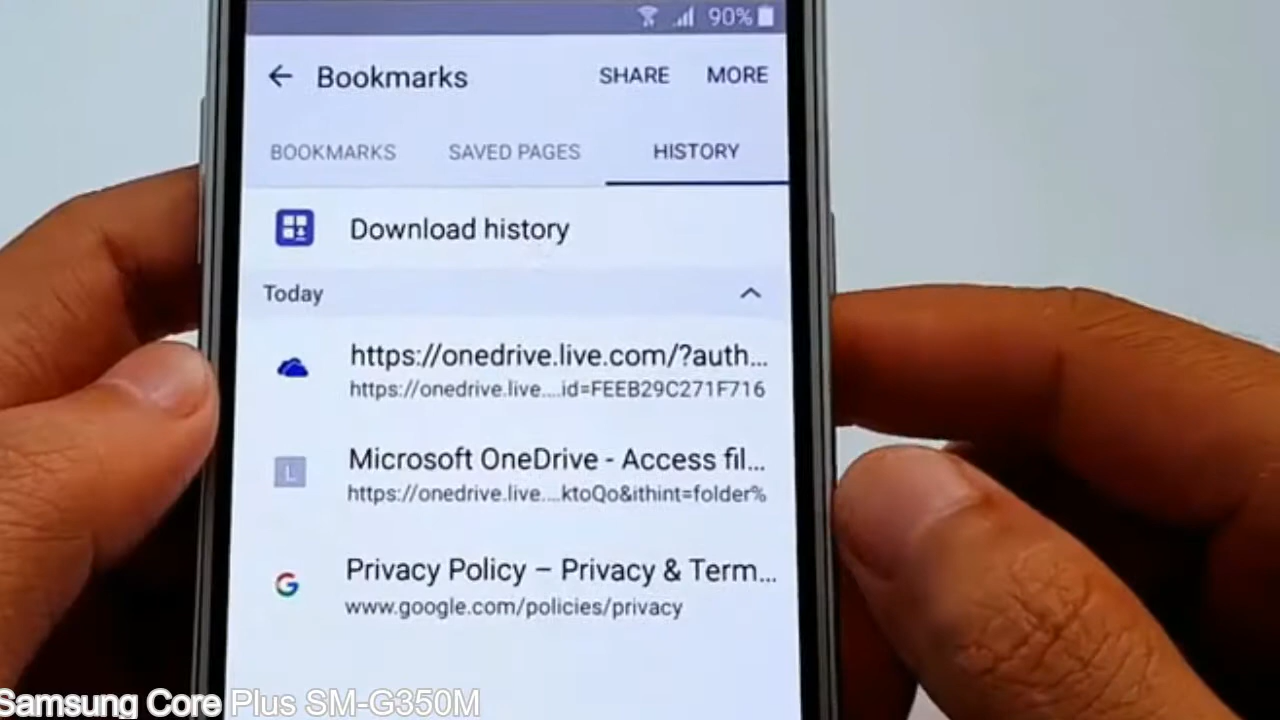 90%
Bookmarks SHARE MORE
BOOKMARKS SAVED PAGES HISTORY
Download history
Today
https://onedrive.live.com/?auth...
https://onedrive.live....id=FEEB29C271F716
L
Microsoft OneDrive - Access fil...
https://onedrive.live....ktoQo&ithint=folder%
G
Privacy Policy – Privacy & Term...
www.google.com/policies/privacy
Samsung Core Plus SM-G350M